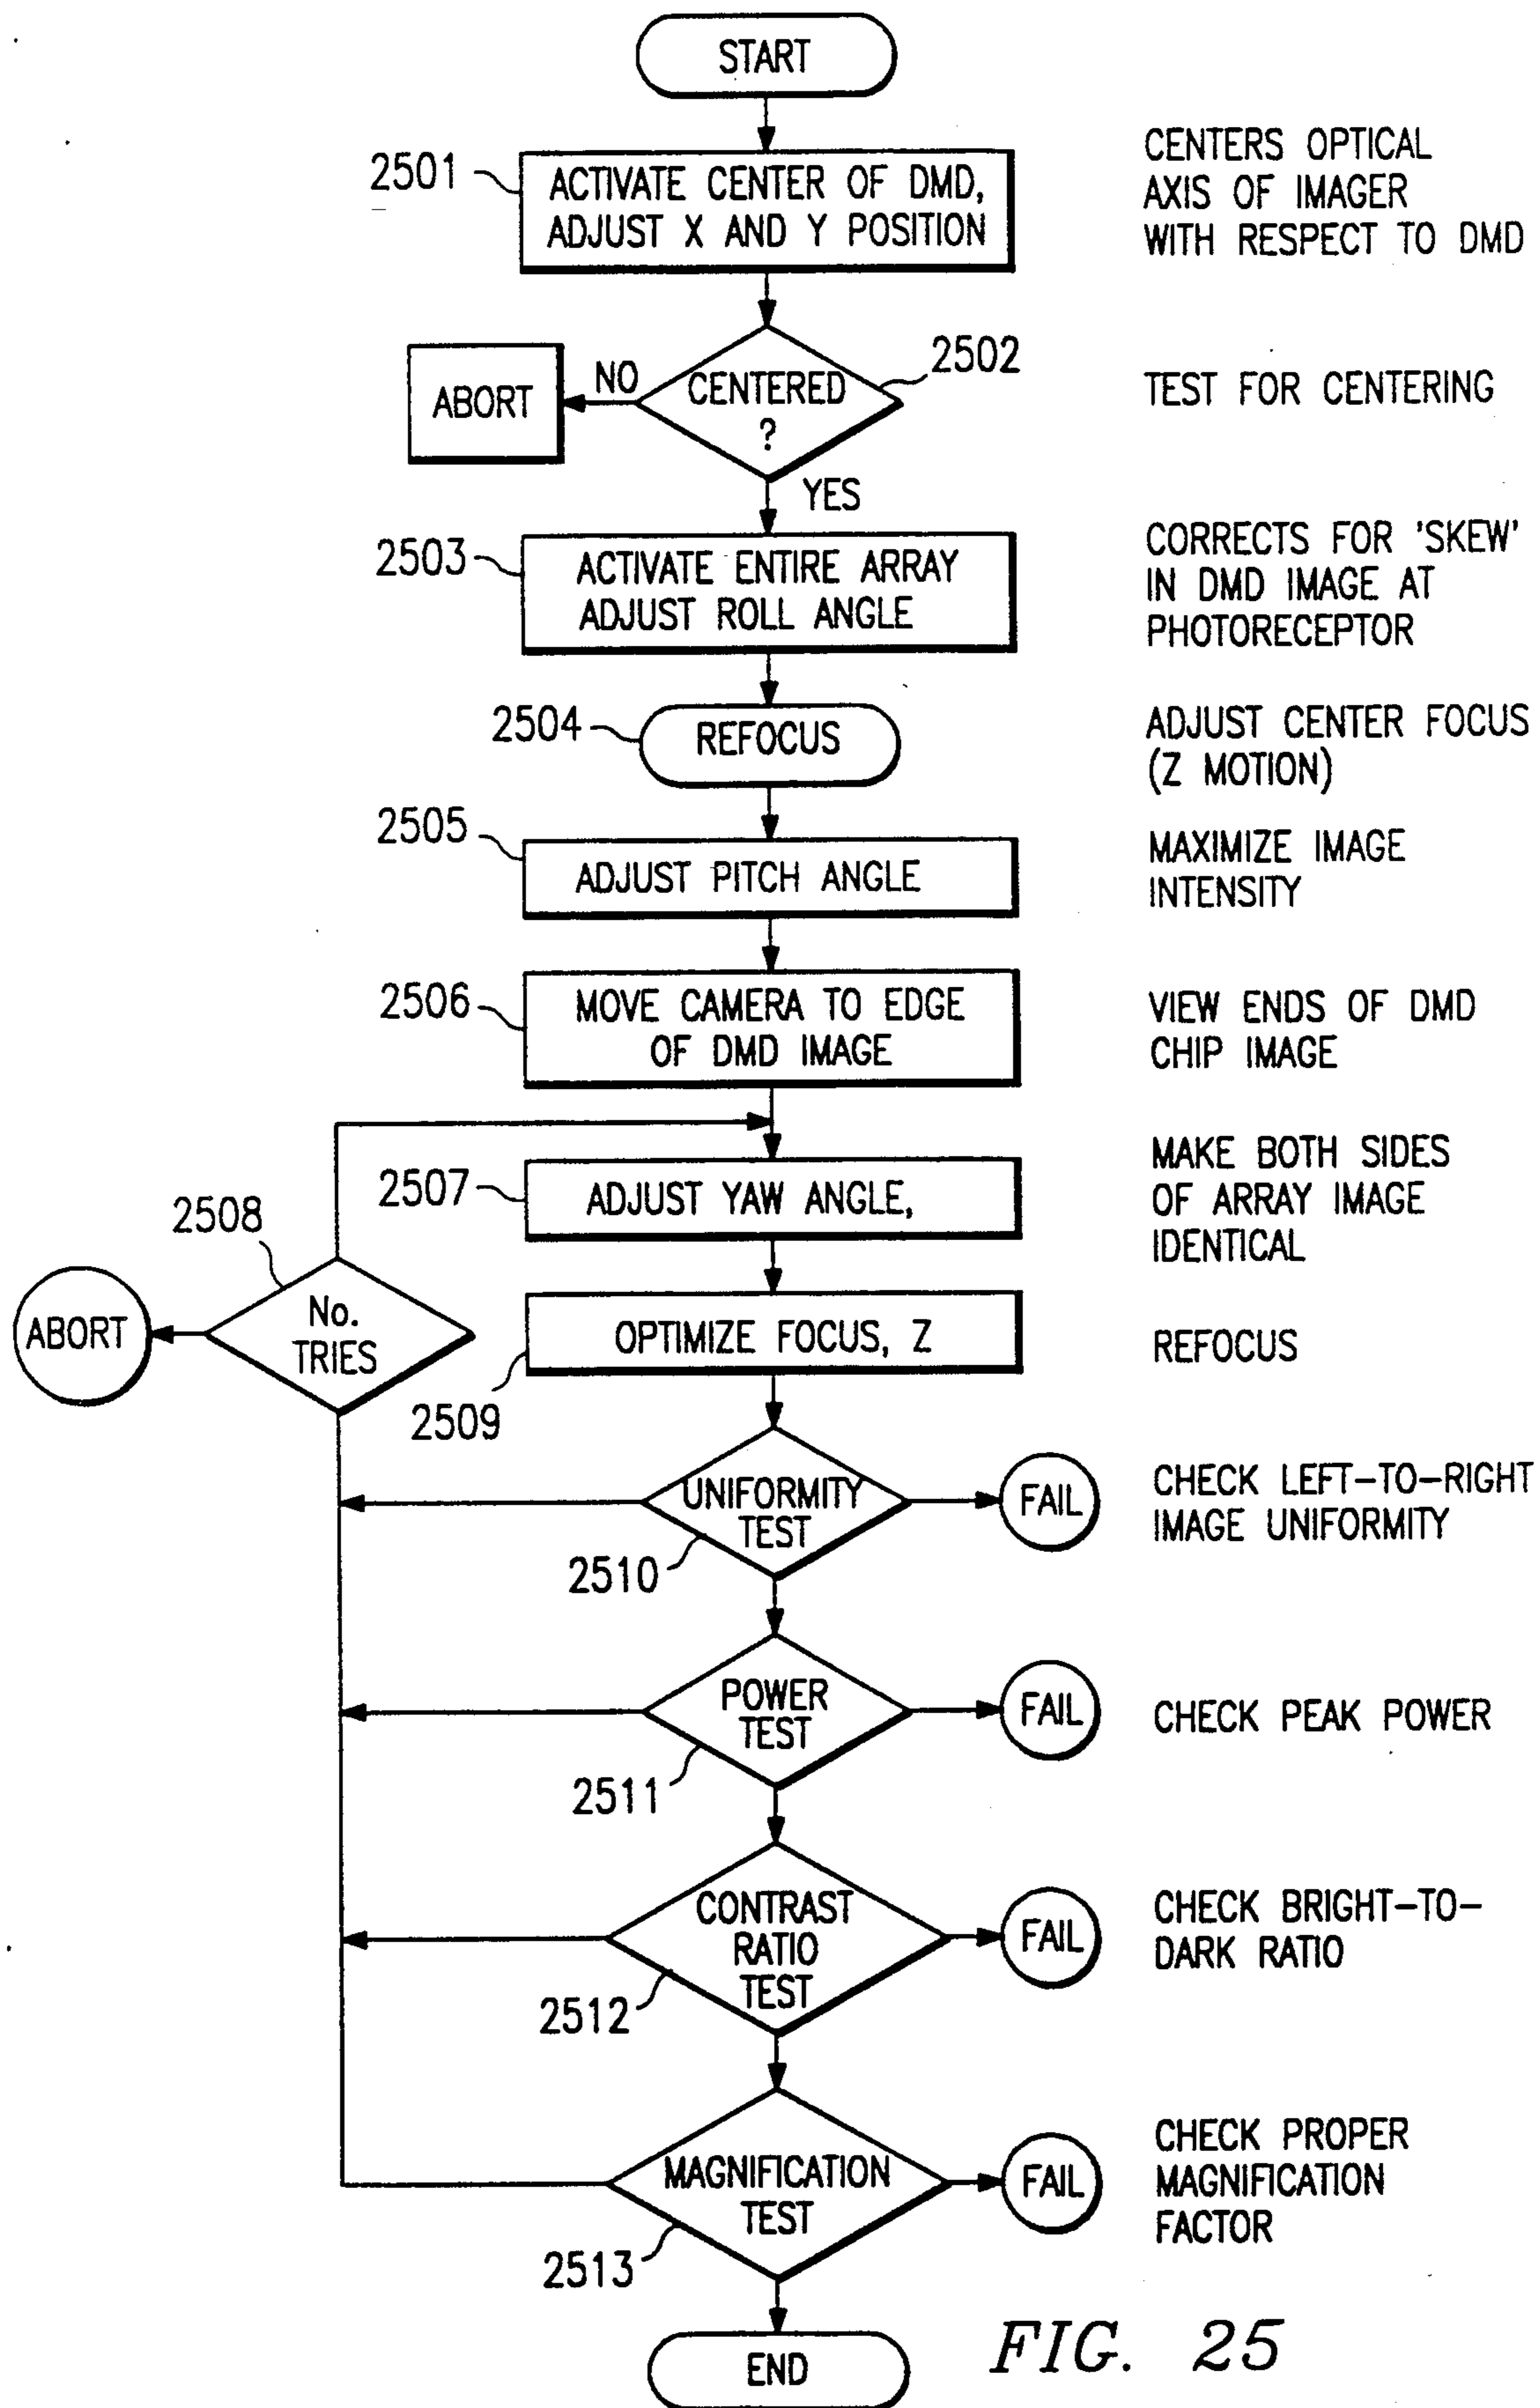 START
2501
ACTIVATE CENTER OF DMD,
ADJUST X AND Y POSITION
CENTERS OPTICAL
AXIS OF IMAGER
WITH RESPECT TO DMD
ABORT
NO
CENTERED
?
2502
TEST FOR CENTERING
YES
2503
ACTIVATE ENTIRE ARRAY
ADJUST ROLL ANGLE
CORRECTS FOR 'SKEW'
IN DMD IMAGE AT
PHOTORECEPTOR
2504
REFOCUS
ADJUST CENTER FOCUS
(Z MOTION)
2505
ADJUST PITCH ANGLE
MAXIMIZE IMAGE
INTENSITY
2506
MOVE CAMERA TO EDGE
OF DMD IMAGE
VIEW ENDS OF DMD
CHIP IMAGE
2507
ADJUST YAW ANGLE,
MAKE BOTH SIDES
OF ARRAY IMAGE
IDENTICAL
2508
ABORT
No.
TRIES
OPTIMIZE FOCUS, Z
2509
REFOCUS
UNIFORMITY
TEST
2510
FAIL
CHECK LEFT-TO-RIGHT
IMAGE UNIFORMITY
POWER
TEST
2511
FAIL
CHECK PEAK POWER
CONTRAST
RATIO
TEST
2512
FAIL
CHECK BRIGHT-TO-
DARK RATIO
MAGNIFICATION
TEST
2513
FAIL
CHECK PROPER
MAGNIFICATION
FACTOR
END
FIG. 25